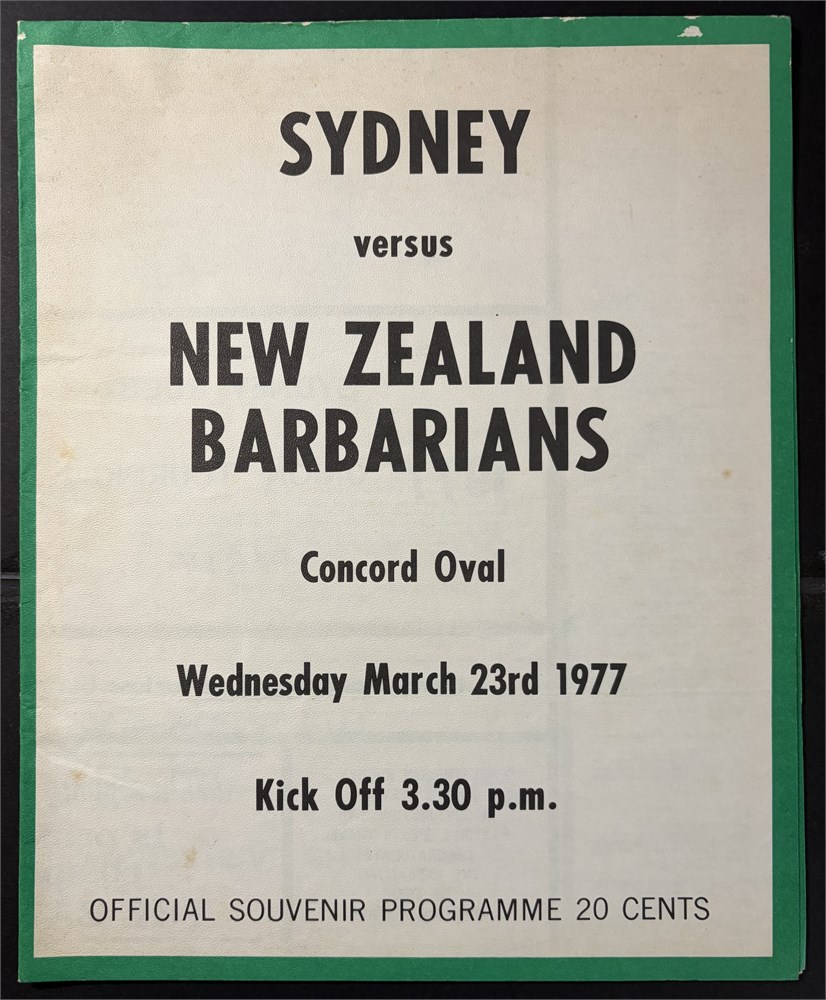 SYDNEY
versus
NEW ZEALAND
BARBARIANS
Concord Oval
Wednesday March 23rd 1977
Kick Off 3.30 p.m.
OFFICIAL SOUVENIR PROGRAMME 20 CENTS